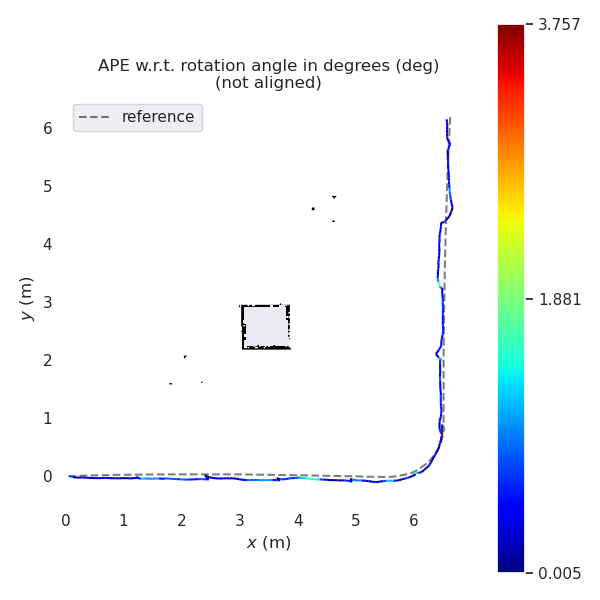 APE w.r.t. rotation angle in degrees (deg)
(not aligned)
reference
3.757
1.881
0.005
6
5
4
3
2
1
0
y (m)
0 1 2 3 4 5 6
x (m)